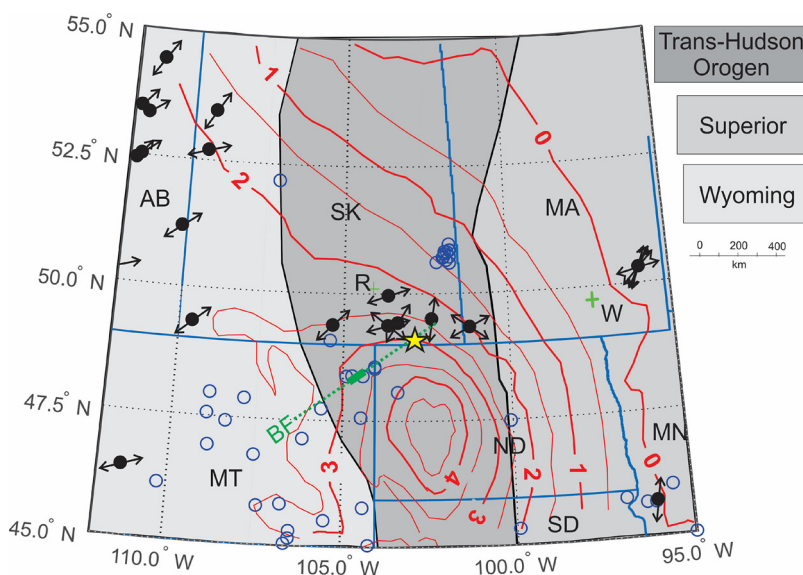 55.0° N
52.5° N
50.0° N
47.5° N
45.0° N
110.0° W
105.0° W
100.0° W
95.0° W
Trans-Hudson
Orogen
Superior
Wyoming
0 200 400
km
AB
SK
MA
R
W
BF
MT
ND
SD
MN
1
2
0
3
4
3
2
1
0